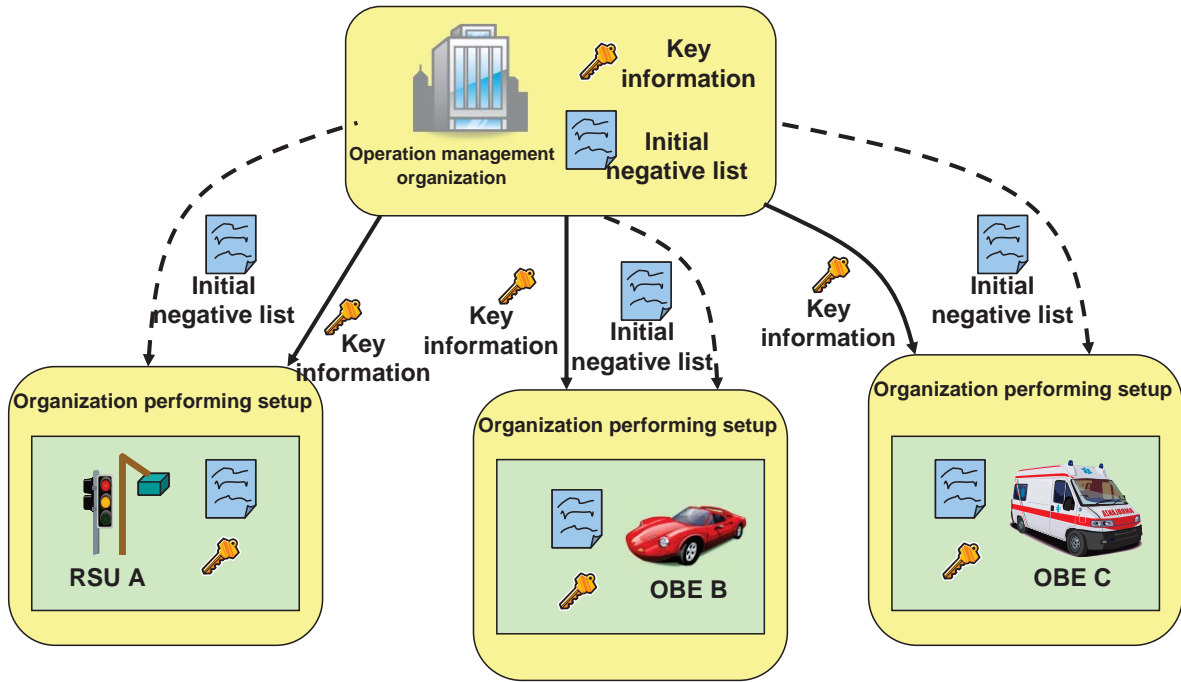 Key
information
Operation management
organization
Initial
negative list
Initial
negative list
Key
information
Key
information
Initial
negative list
Key
information
Initial
negative list
Organization performing setup
RSU A
Organization performing setup
OBE B
Organization performing setup
OBE C